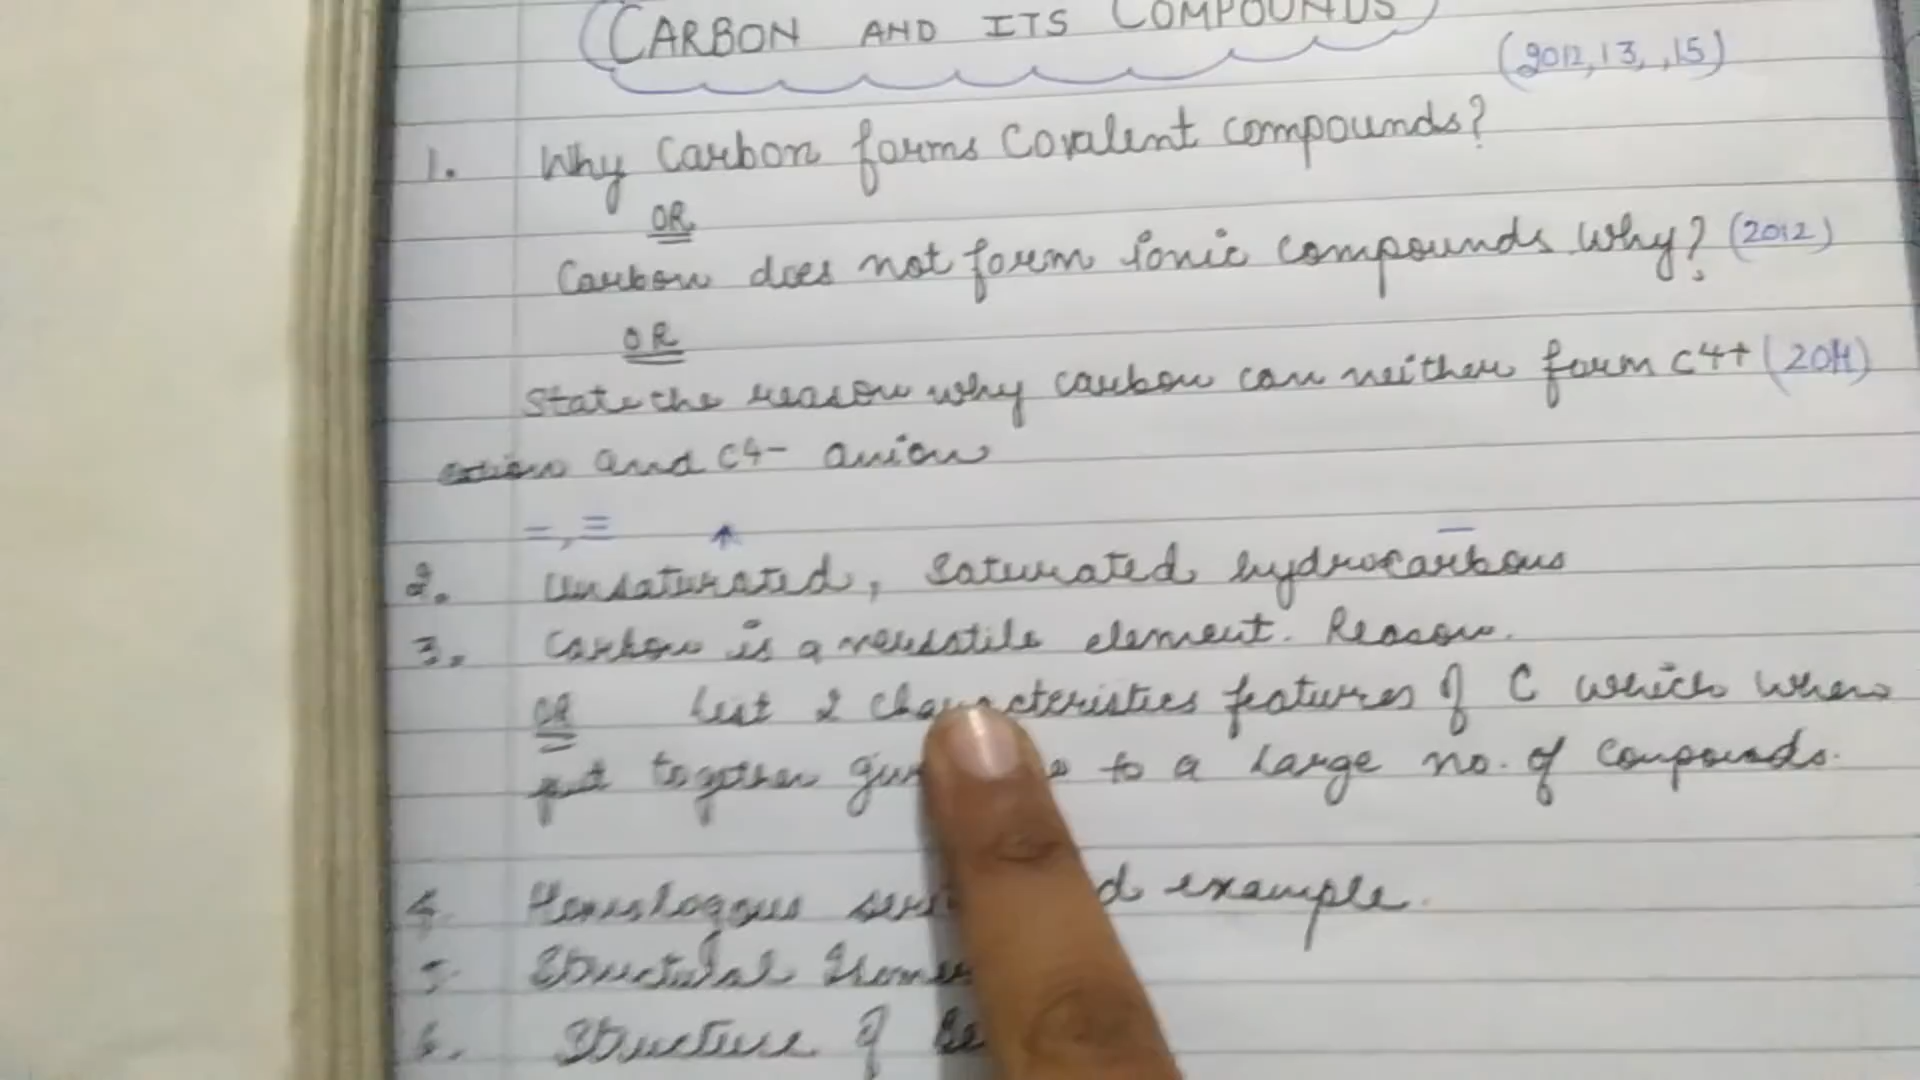 CARBON AND ITS COMPOUNDS
(2012,13,,15)
1. Why Carbon forms Covalent compounds?
OR
Carbon does not form ionic compounds. Why? (2012)
OR
State the reason why carbon can neither form C4+ (2011)
cation and C4- anion
=, ≡ ↑ —
2. Unsaturated, Saturated hydrocarbons
3. Carbon is a versatile element. Reason.
OR List 2 characteristics features of C which when
put together to a large no. of compounds.
4. Homologous example.
5. Structural
6. Structure of